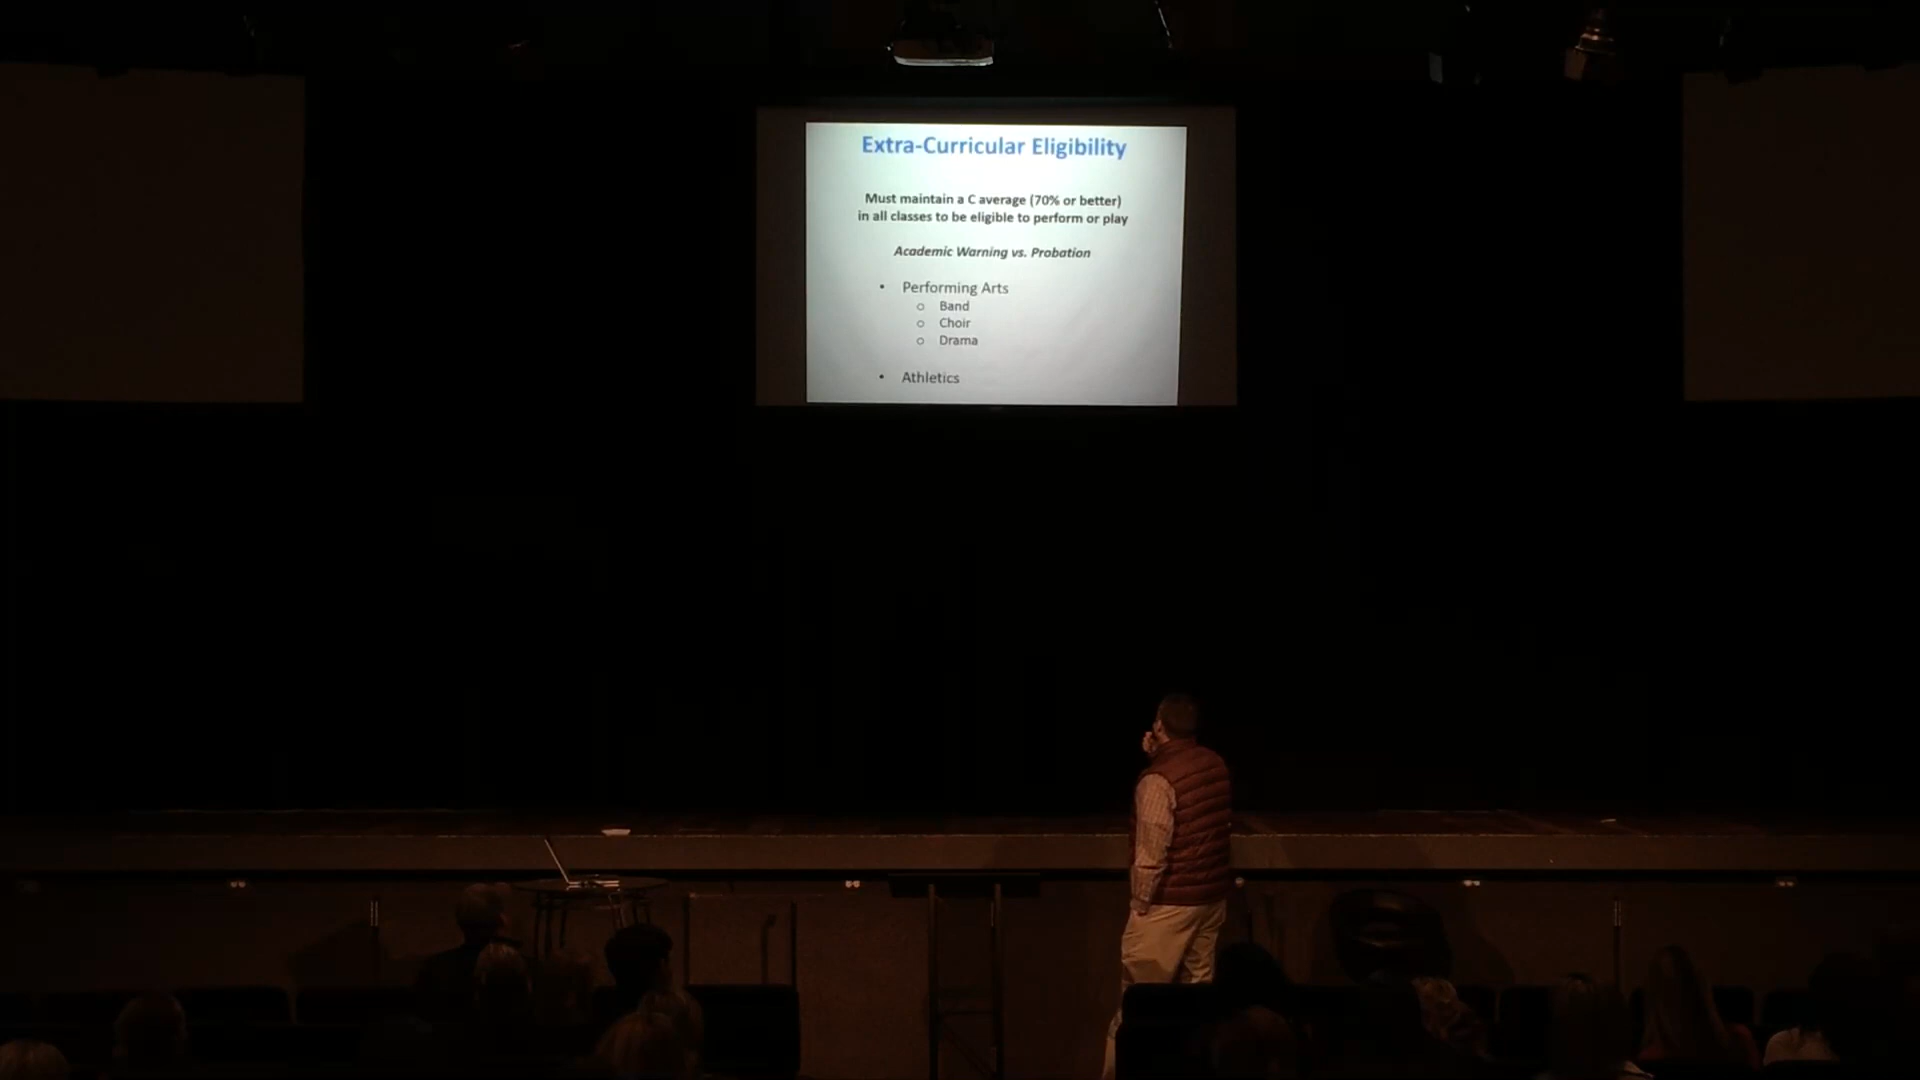 Extra-Curricular Eligibility
Must maintain a C average (70% or better)
in all classes to be eligible to perform or play
Academic Warning vs. Probation
• Performing Arts
o Band
o Choir
o Drama
• Athletics